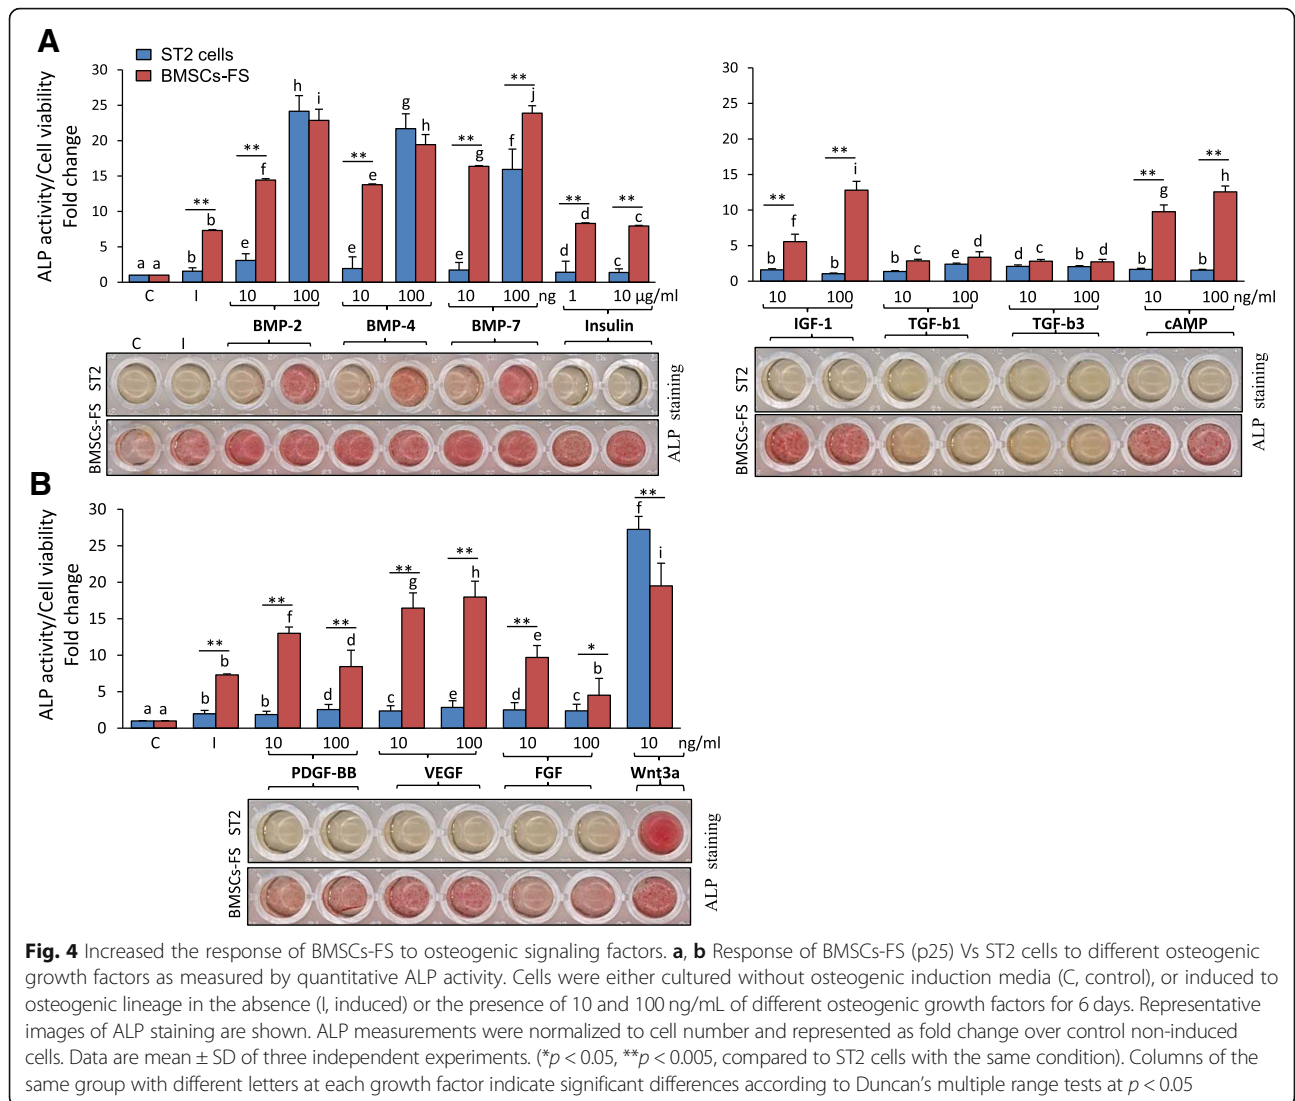 A
ST2 cells
BMSCs-FS
ALP activity/Cell viability
Fold change
30
25
20
15
10
5
0
a a b b e f h i e e g h e g f j d d c c
** ** ** ** ** ** **
C I 10 100 10 100 10 100 ng 1 10 µg/ml
BMP-2 BMP-4 BMP-7 Insulin
C I
ST2
BMSCs-FS
ALP staining
30
25
20
15
10
5
0
b f b i b c e d d c b d b g b h
** ** ** **
10 100 10 100 10 100 10 100 ng/ml
IGF-1 TGF-b1 TGF-b3 cAMP
ST2
BMSCs-FS
ALP staining
B
ALP activity/Cell viability
Fold change
30
25
20
15
10
5
0
a a b b b f d d c g e h d e c b f i
** ** ** ** ** ** * **
C I 10 100 10 100 10 100 10 ng/ml
PDGF-BB VEGF FGF Wnt3a
ST2
BMSCs-FS
ALP staining
Fig. 4 Increased the response of BMSCs-FS to osteogenic signaling factors. a, b Response of BMSCs-FS (p25) Vs ST2 cells to different osteogenic
growth factors as measured by quantitative ALP activity. Cells were either cultured without osteogenic induction media (C, control), or induced to
osteogenic lineage in the absence (I, induced) or the presence of 10 and 100 ng/mL of different osteogenic growth factors for 6 days. Representative
images of ALP staining are shown. ALP measurements were normalized to cell number and represented as fold change over control non-induced
cells. Data are mean ± SD of three independent experiments. (*p < 0.05, **p < 0.005, compared to ST2 cells with the same condition). Columns of the
same group with different letters at each growth factor indicate significant differences according to Duncan's multiple range tests at p < 0.05